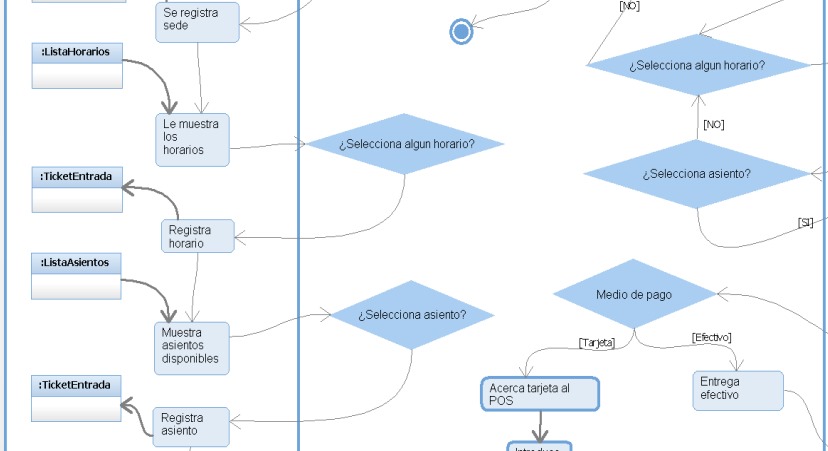 Se registra
sede
[NO]
:ListaHorarios
¿Selecciona algun horario?
Le muestra
los
horarios
[NO]
¿Selecciona algun horario?
:TicketEntrada
¿Selecciona asiento?
[SI]
Registra
horario
:ListaAsientos
Medio de pago
¿Selecciona asiento?
Muestra
asientos
disponibles
[Tarjeta]
[Efectivo]
:TicketEntrada
Acerca tarjeta al
POS
Entrega
efectivo
Registra
asiento
Introduce